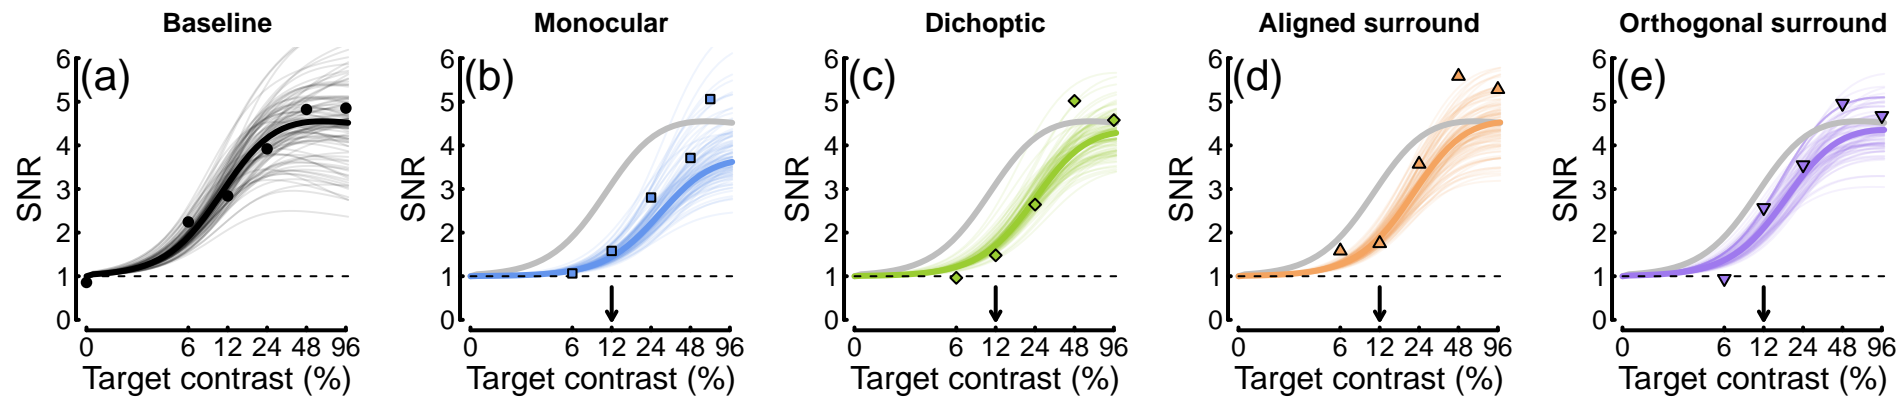 Baseline Monocular Dichoptic Aligned surround Orthogonal surround
(a) (b) (c) (d) (e)
SNR SNR SNR SNR SNR
6 6 6 6 6
5 5 5 5 5
4 4 4 4 4
3 3 3 3 3
2 2 2 2 2
1 1 1 1 1
0 0 0 0 0
0 6 12 24 48 96 0 6 12 24 48 96 0 6 12 24 48 96 0 6 12 24 48 96 0 6 12 24 48 96
Target contrast (%) Target contrast (%) Target contrast (%) Target contrast (%) Target contrast (%)